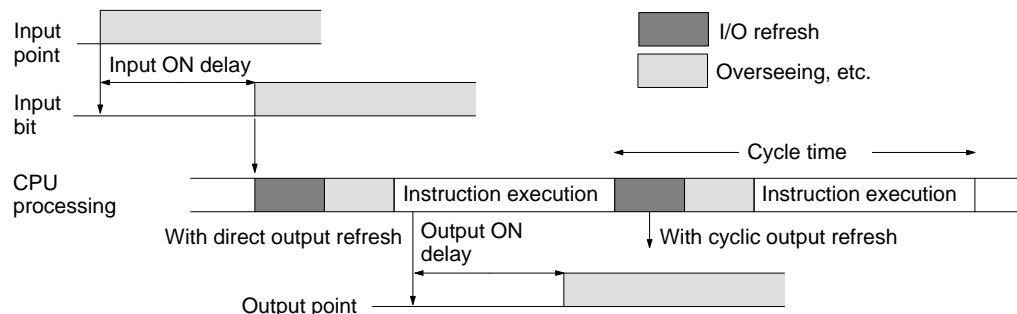 Input
point
I/O refresh
Input ON delay
Overseeing, etc.
Input
bit
Cycle time
CPU
processing
Instruction execution
Instruction execution
With direct output refresh
Output ON
delay
With cyclic output refresh
Output point